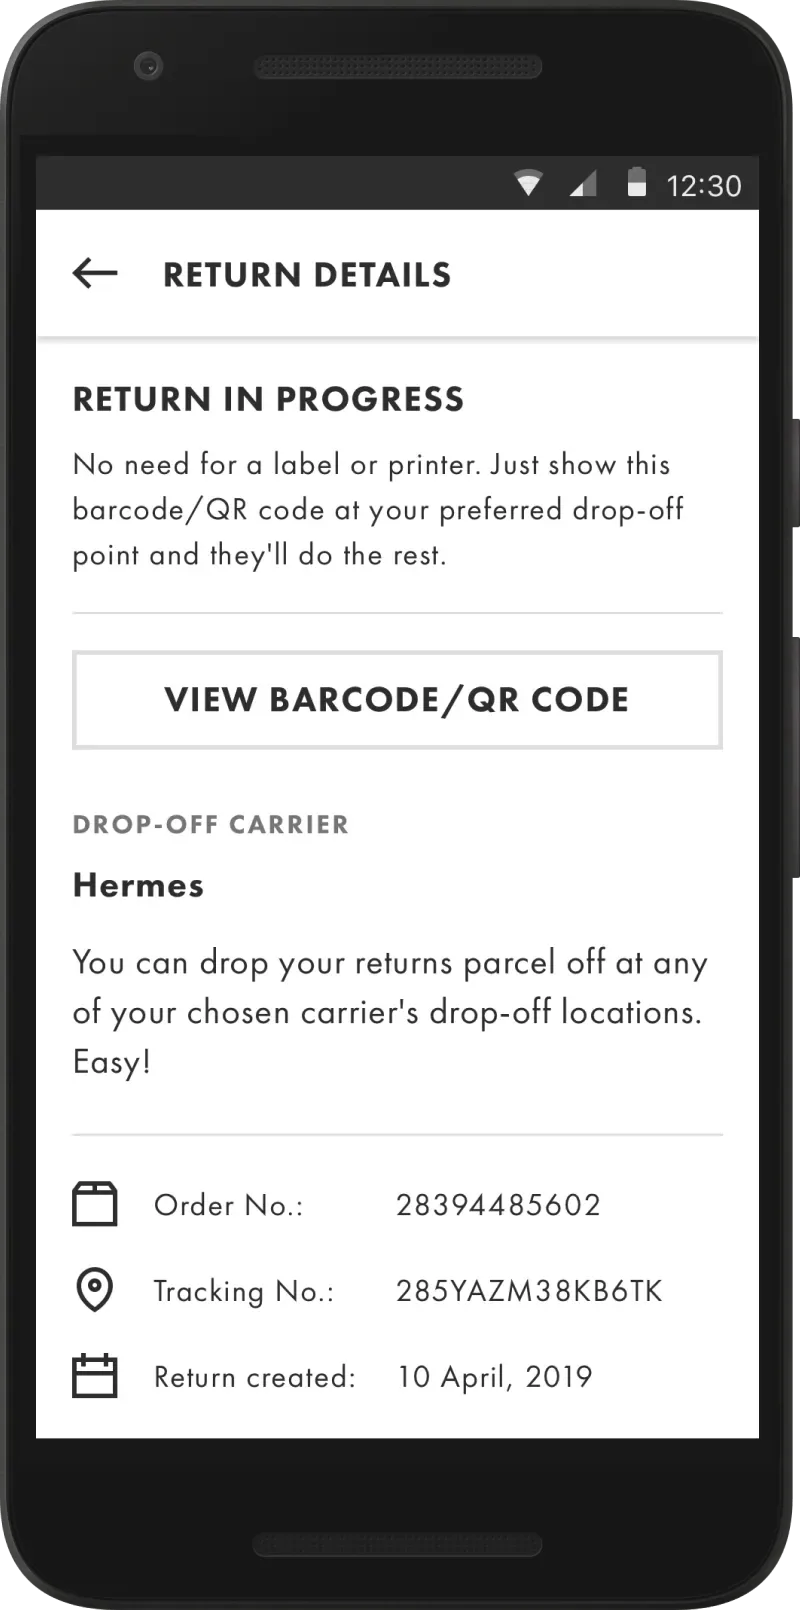 12:30
RETURN DETAILS
RETURN IN PROGRESS
No need for a label or printer. Just show this
barcode/QR code at your preferred drop-off
point and they'll do the rest.
VIEW BARCODE/QR CODE
DROP-OFF CARRIER
Hermes
You can drop your returns parcel off at any
of your chosen carrier's drop-off locations.
Easy!
Order No.: 28394485602
Tracking No.: 285YAZM38KB6TK
Return created: 10 April, 2019